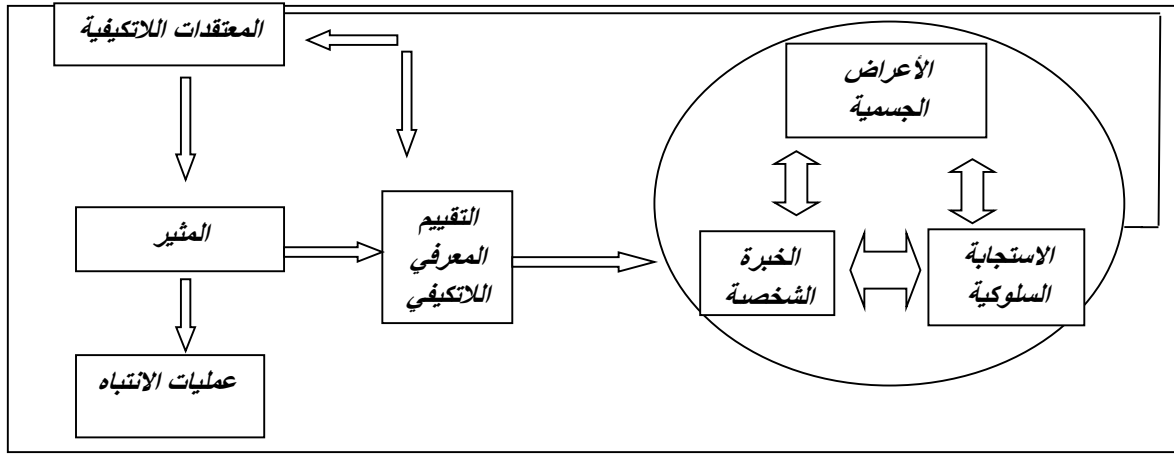 المعتقدات اللاتكيفية
الأعراض
الجسمية
التقييم
المعرفي
اللاتكيفي
المثير
الخبرة
الشخصية
الاستجابة
السلوكية
عمليات الانتباه